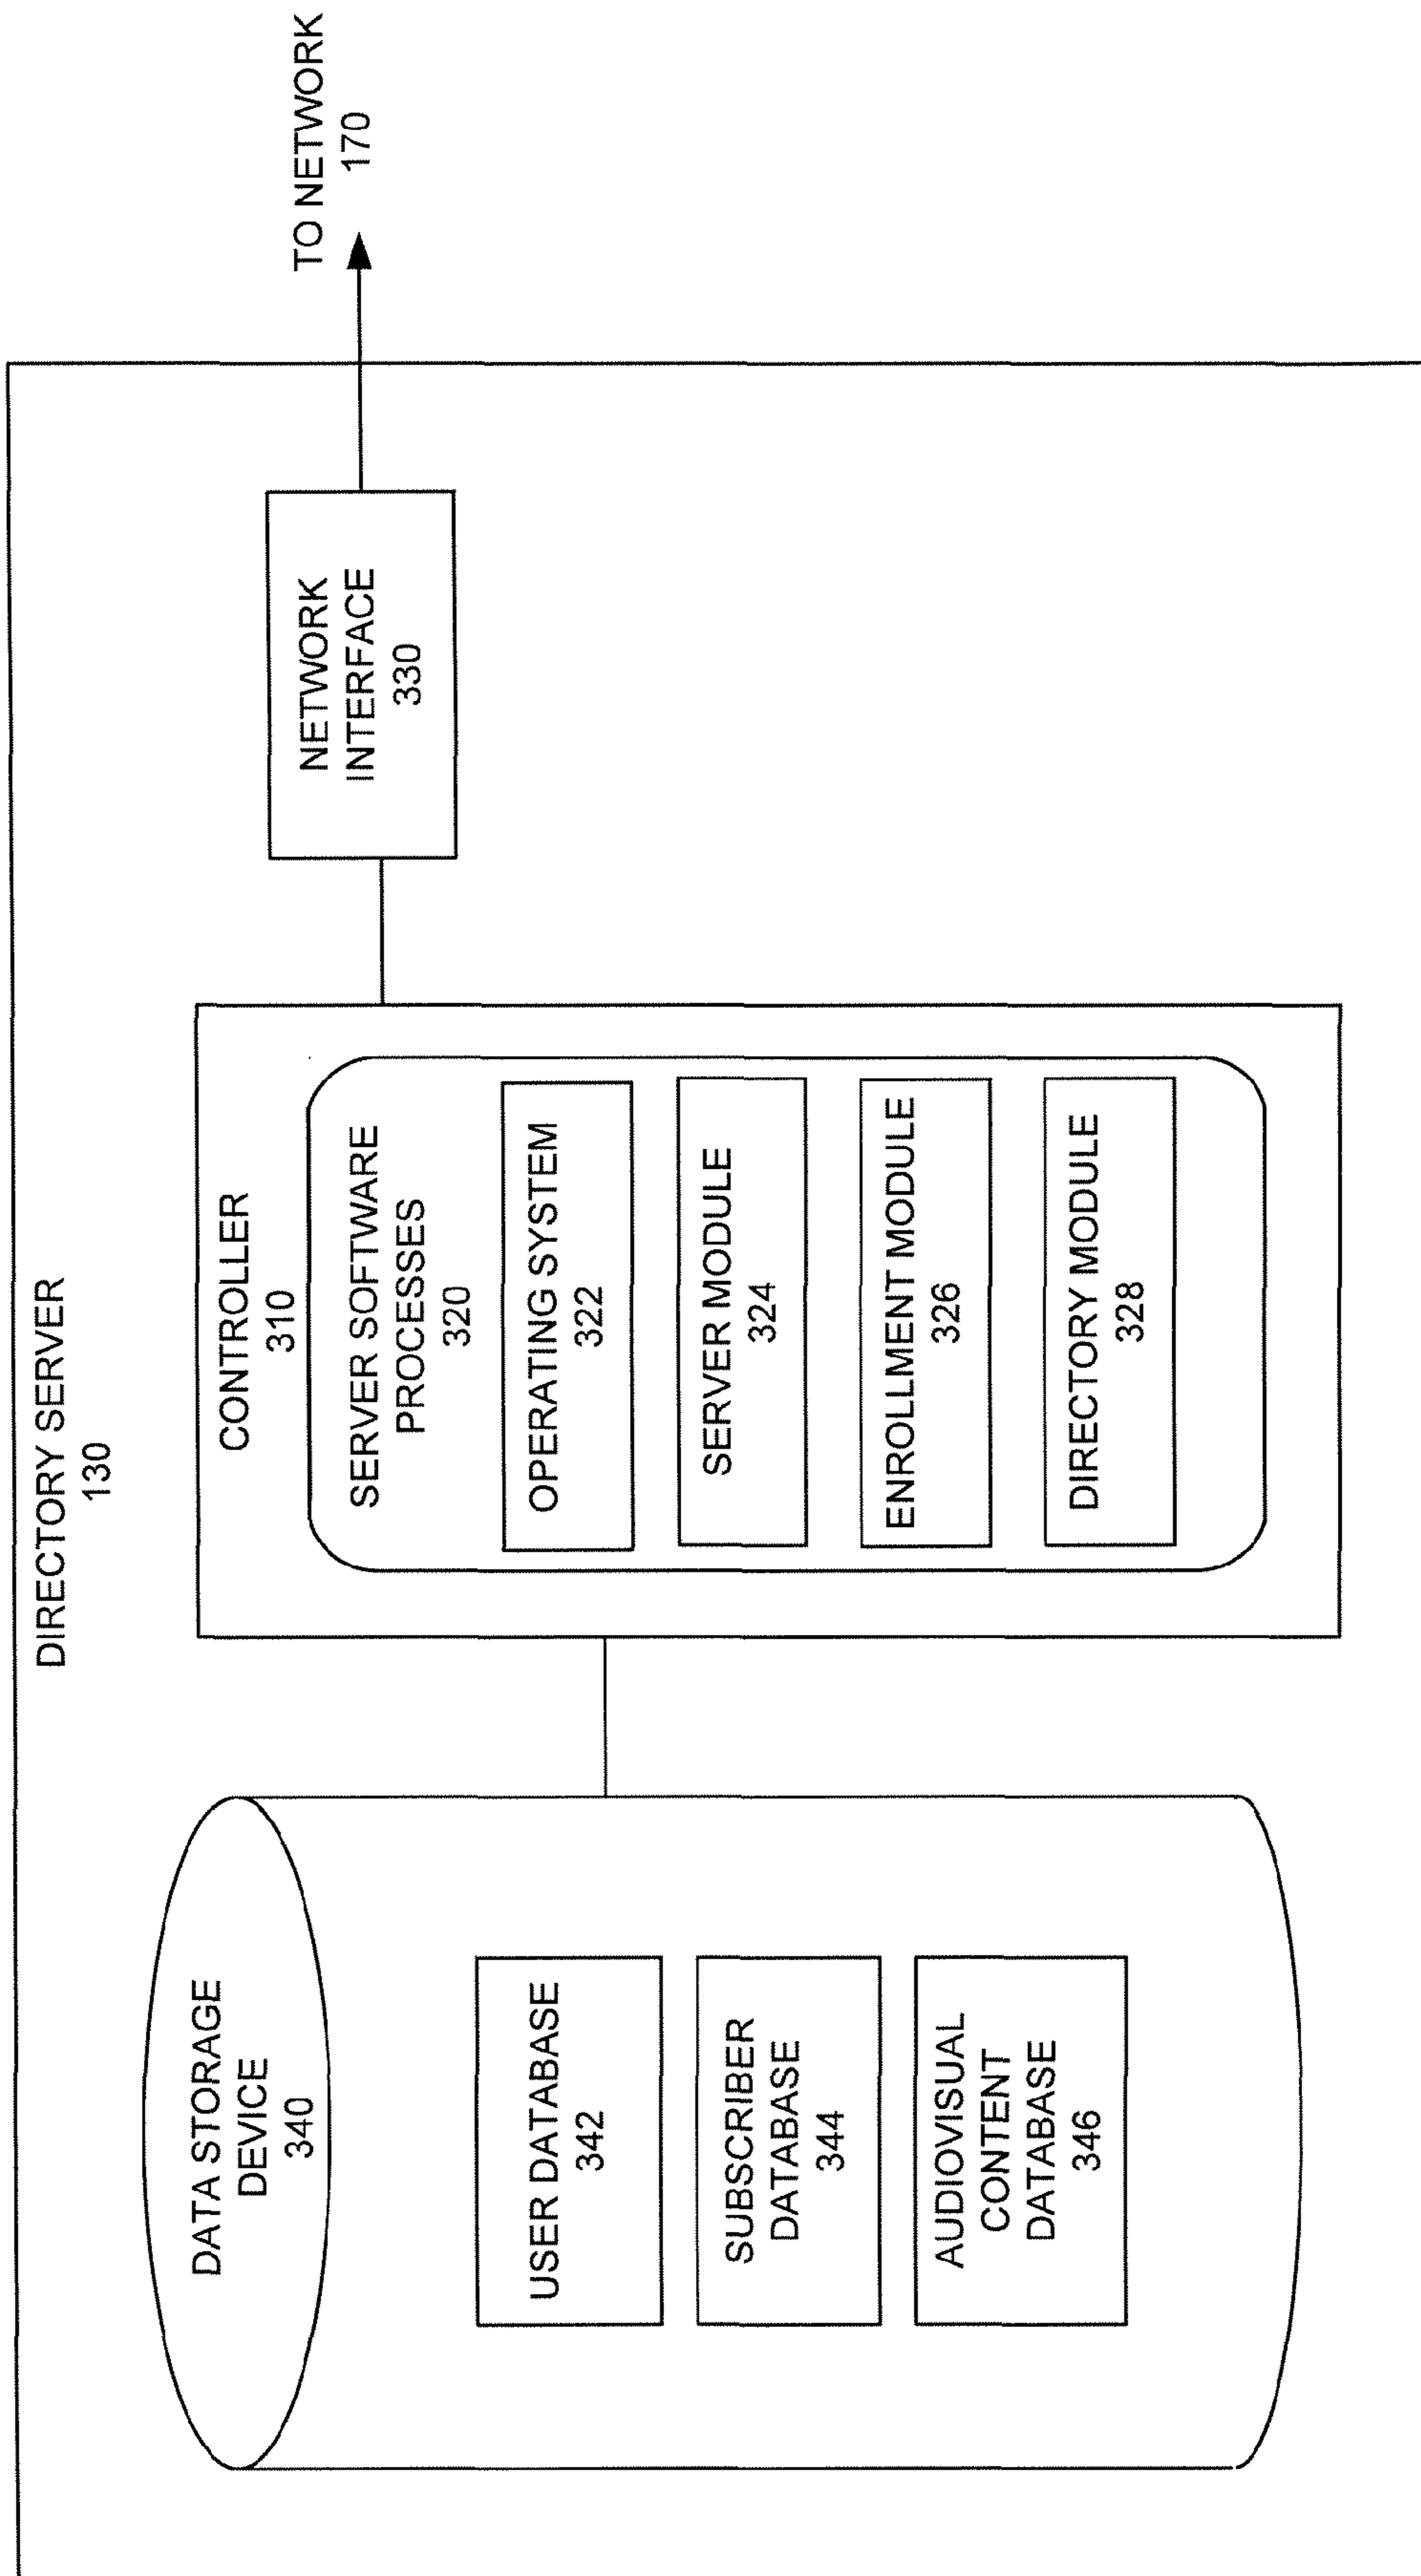 DIRECTORY SERVER
130
DATA STORAGE
DEVICE
340
USER DATABASE
342
SUBSCRIBER
DATABASE
344
AUDIOVISUAL
CONTENT
DATABASE
346
CONTROLLER
310
SERVER SOFTWARE
PROCESSES
320
OPERATING SYSTEM
322
SERVER MODULE
324
ENROLLMENT MODULE
326
DIRECTORY MODULE
328
NETWORK
INTERFACE
330
TO NETWORK
170